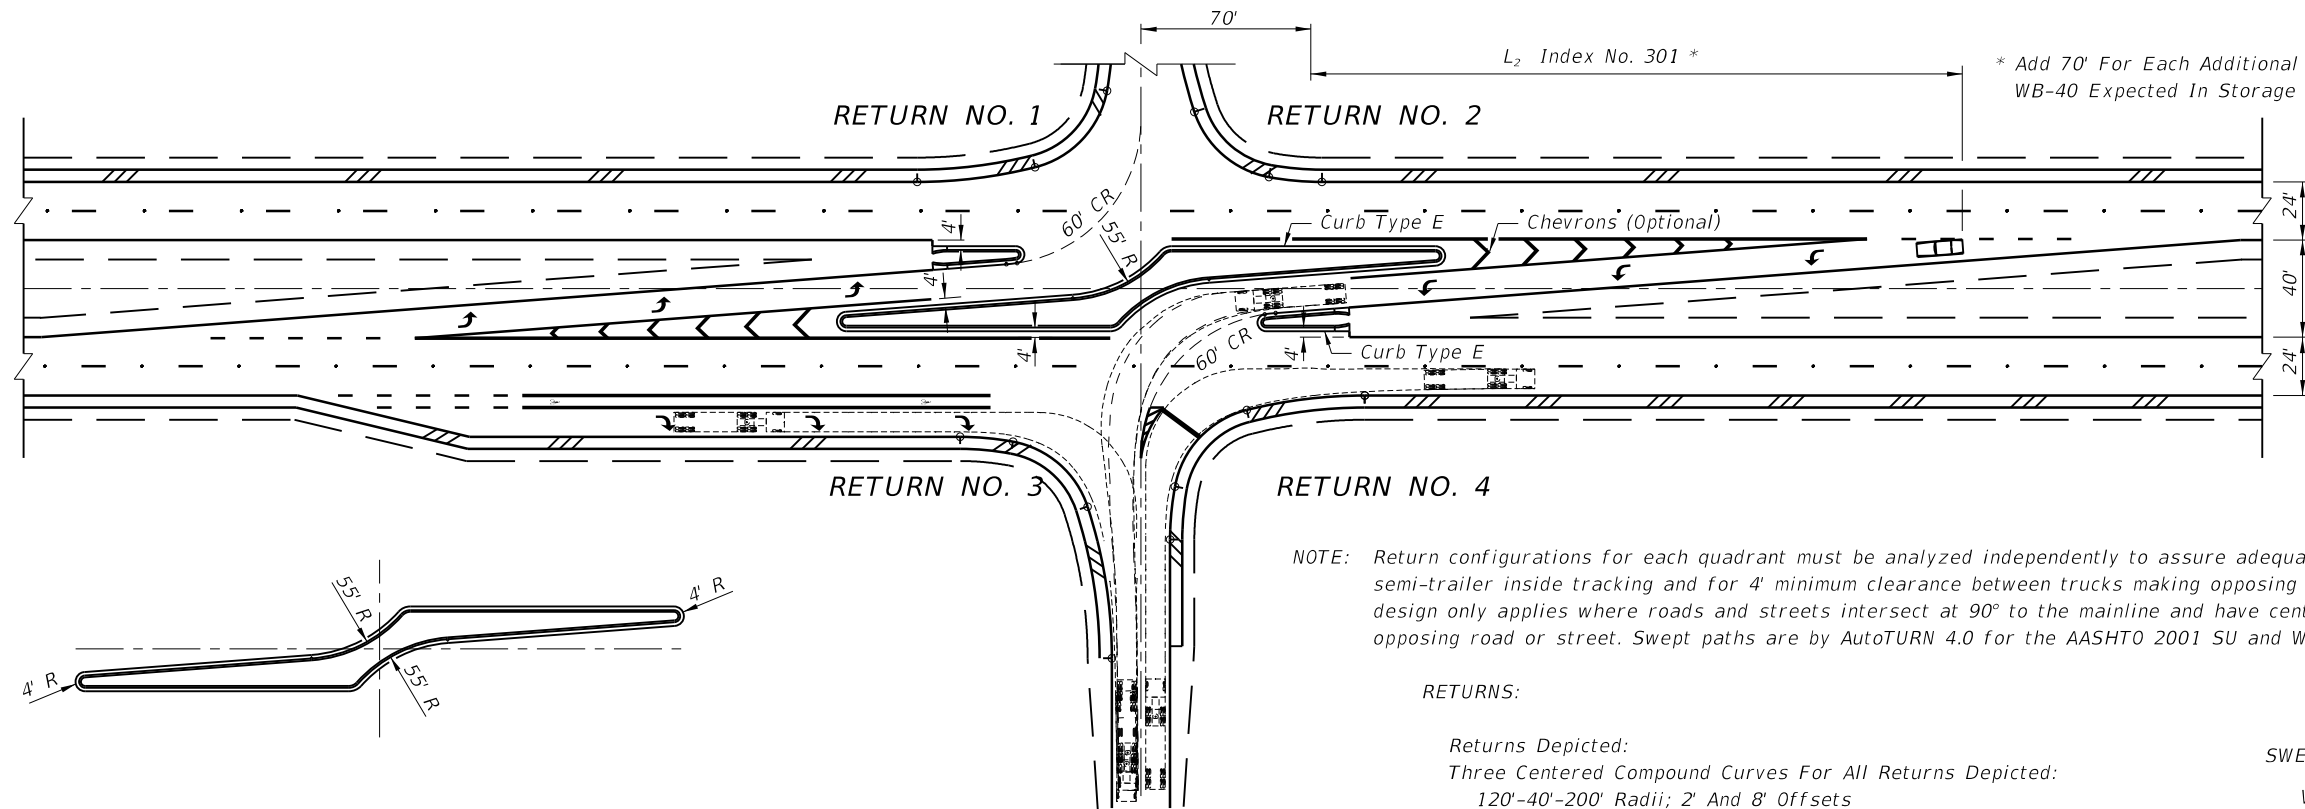 70'
L₂ Index No. 301 *
* Add 70' For Each Additional
WB-40 Expected In Storage
RETURN NO. 1
RETURN NO. 2
60' CR
55' R
4'
Curb Type E
Chevrons (Optional)
24'
4'
40'
4'
60' CR
4'
Curb Type E
24'
RETURN NO. 3
RETURN NO. 4
NOTE: Return configurations for each quadrant must be analyzed independently to assure
semi-trailer inside tracking and for 4' minimum clearance between trucks making opposing
design only applies where roads and streets intersect at 90° to the mainline and have
opposing road or street. Swept paths are by AutoTURN 4.0 for the AASHTO 2001 SU and
55' R
4' R
4' R
55' R
RETURNS:
Returns Depicted:
Three Centered Compound Curves For All Returns Depicted:
120'-40'-200' Radii; 2' And 8' Offsets